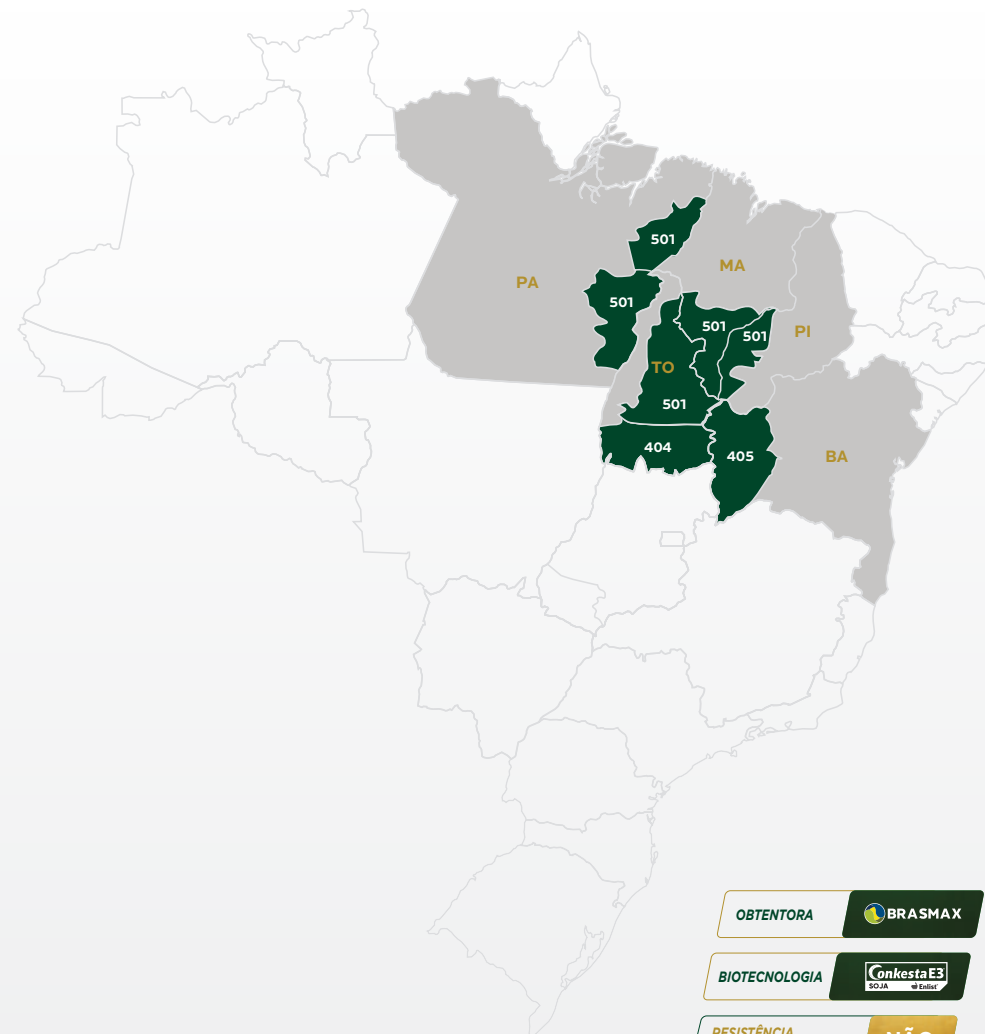 501
MA
PA
501
501
PI
501
TO
501
404
405
BA
OBTENTORA
BRASMAX
BIOTECNOLOGIA
Conkesta E3
SOJA
Enlist
RESISTÊNCIA
NÃO